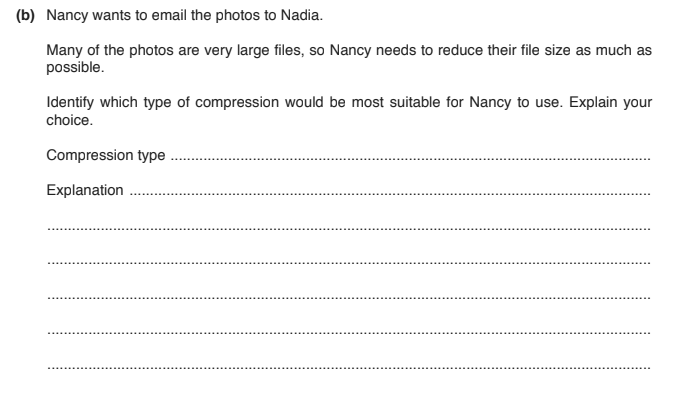 (b) Nancy wants to email the photos to Nadia.
Many of the photos are very large files, so Nancy needs to reduce their file size as much as
possible.
Identify which type of compression would be most suitable for Nancy to use. Explain your
choice.
Compression type ..........................................................................................
Explanation ..........................................................................................
..........................................................................................
..........................................................................................
..........................................................................................
..........................................................................................
..........................................................................................